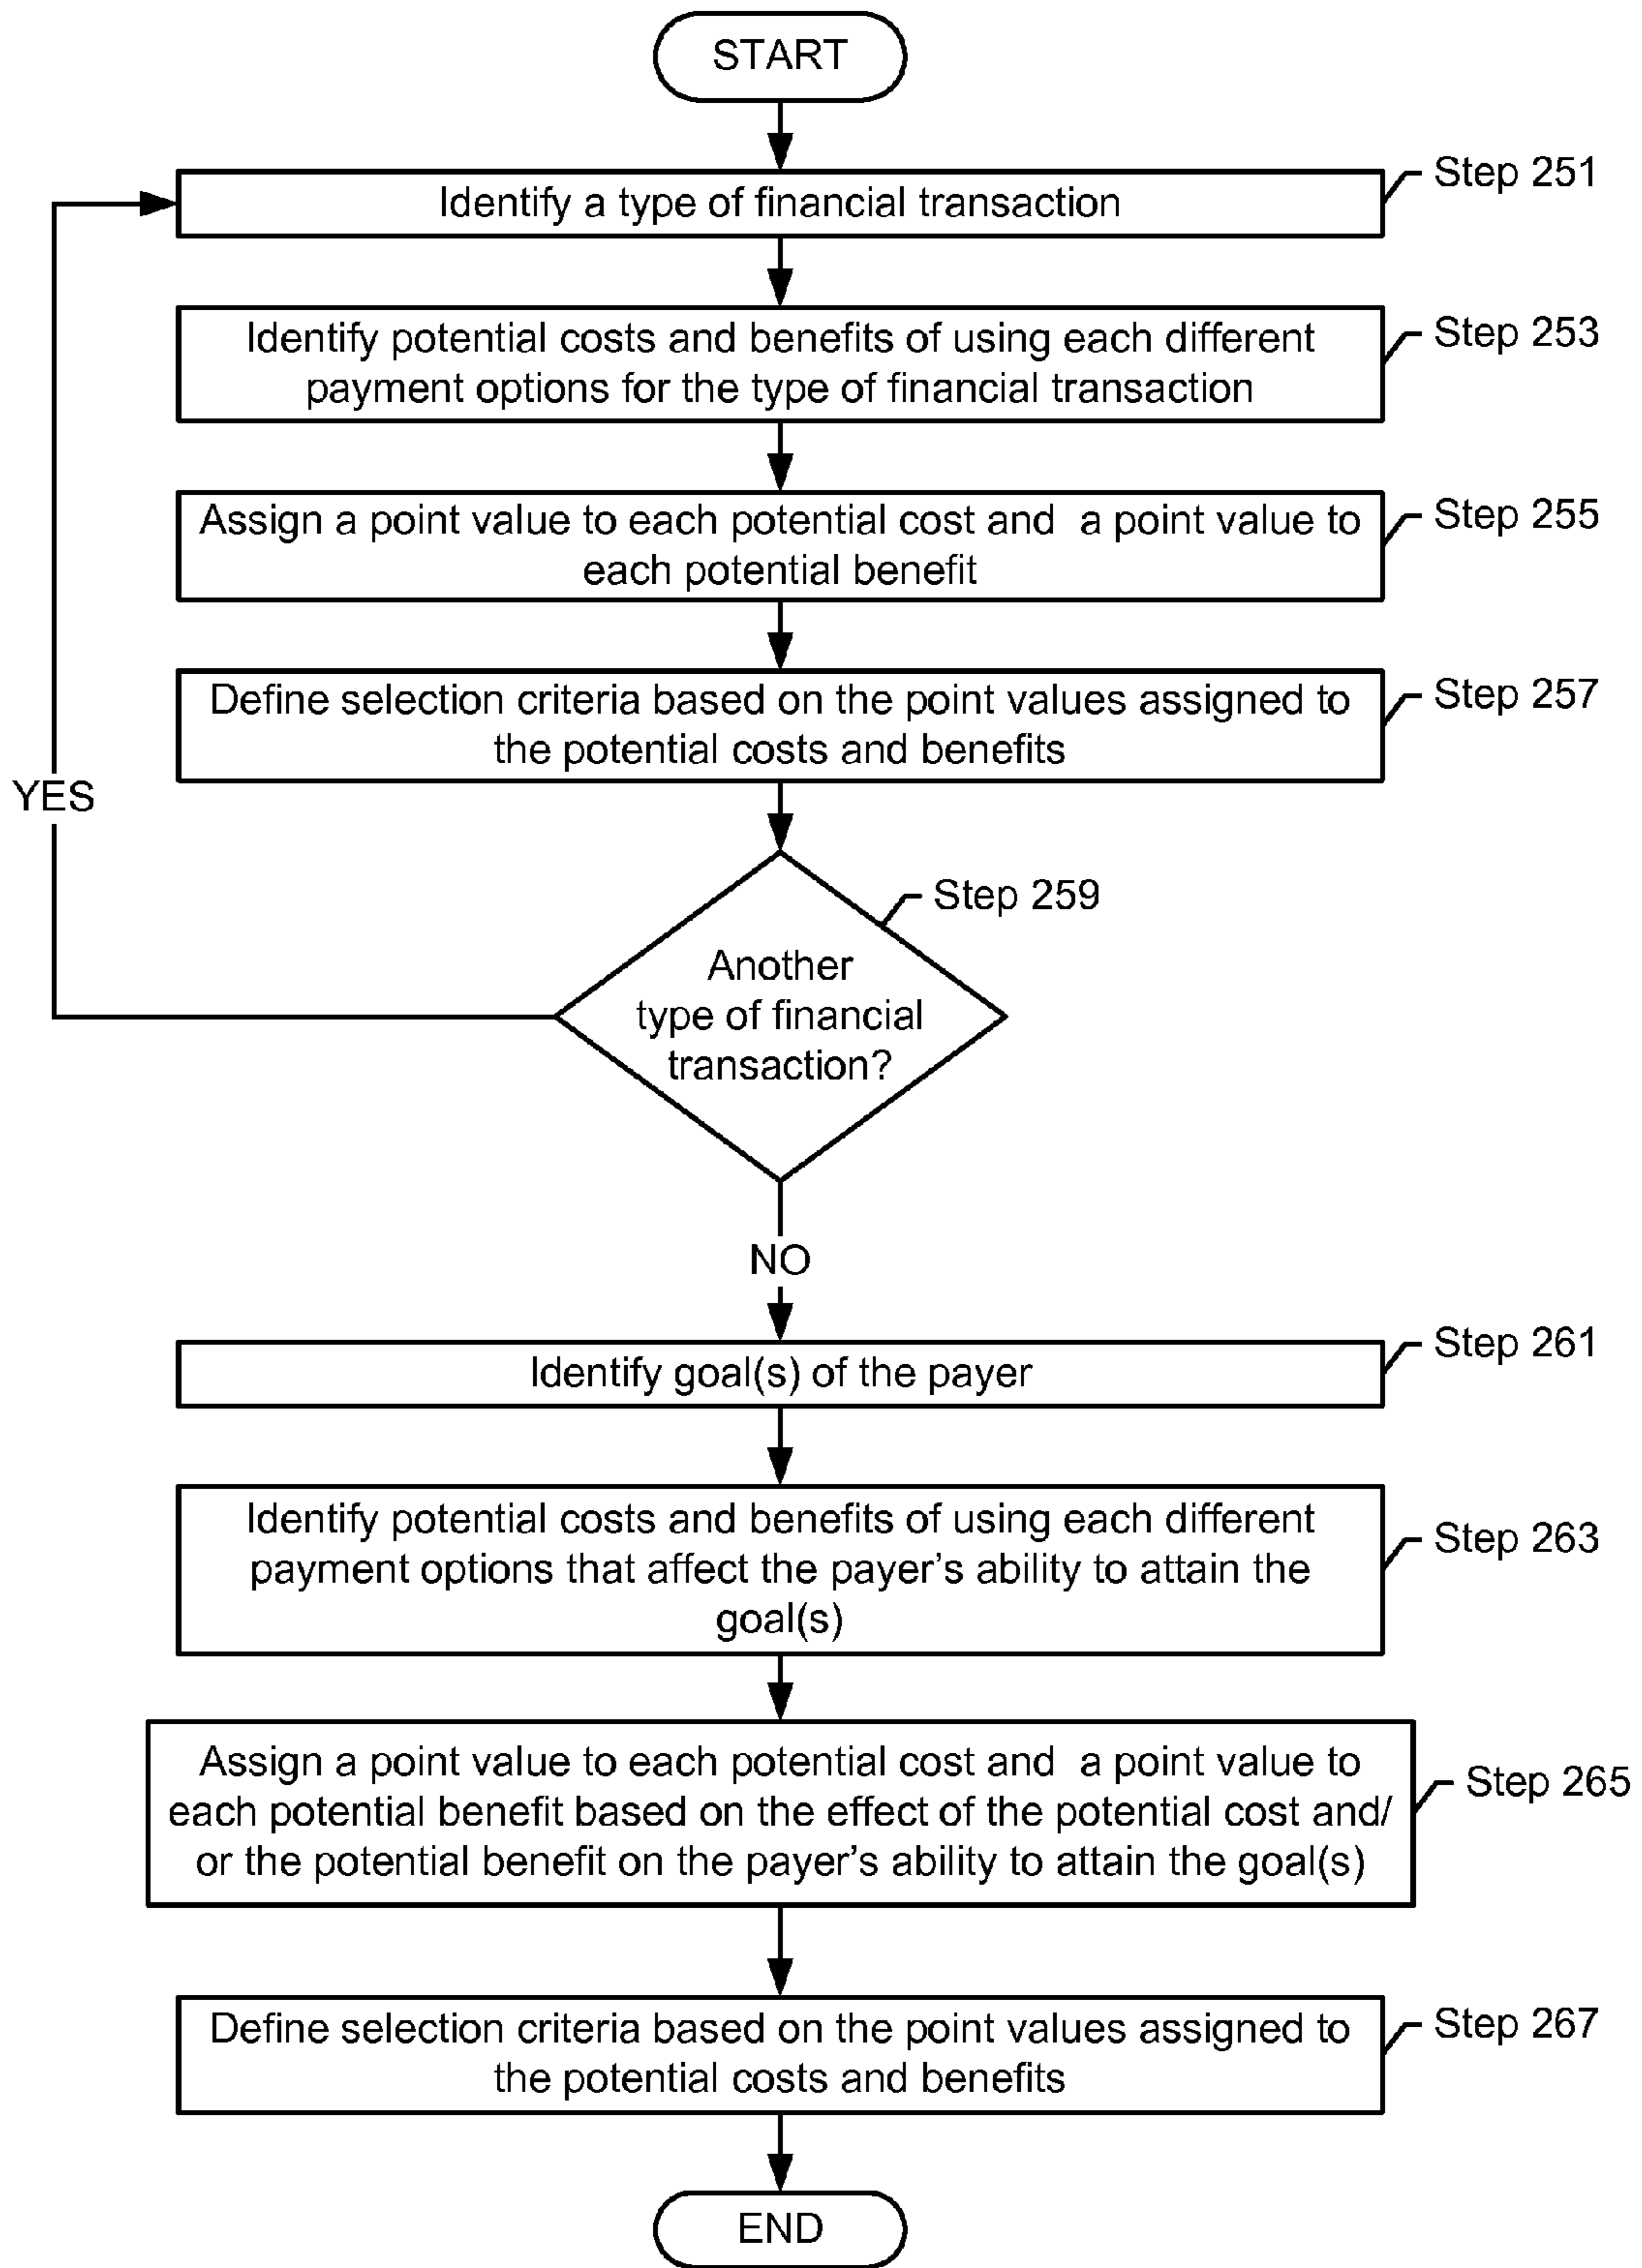 START
Step 251
Identify a type of financial transaction
Step 253
Identify potential costs and benefits of using each different
payment options for the type of financial transaction
Step 255
Assign a point value to each potential cost and  a point value to
each potential benefit
Step 257
Define selection criteria based on the point values assigned to
the potential costs and benefits
YES
Step 259
Another
type of financial
transaction?
NO
Step 261
Identify goal(s) of the payer
Step 263
Identify potential costs and benefits of using each different
payment options that affect the payer’s ability to attain the
goal(s)
Step 265
Assign a point value to each potential cost and  a point value to
each potential benefit based on the effect of the potential cost and/
or the potential benefit on the payer’s ability to attain the goal(s)
Step 267
Define selection criteria based on the point values assigned to
the potential costs and benefits
END